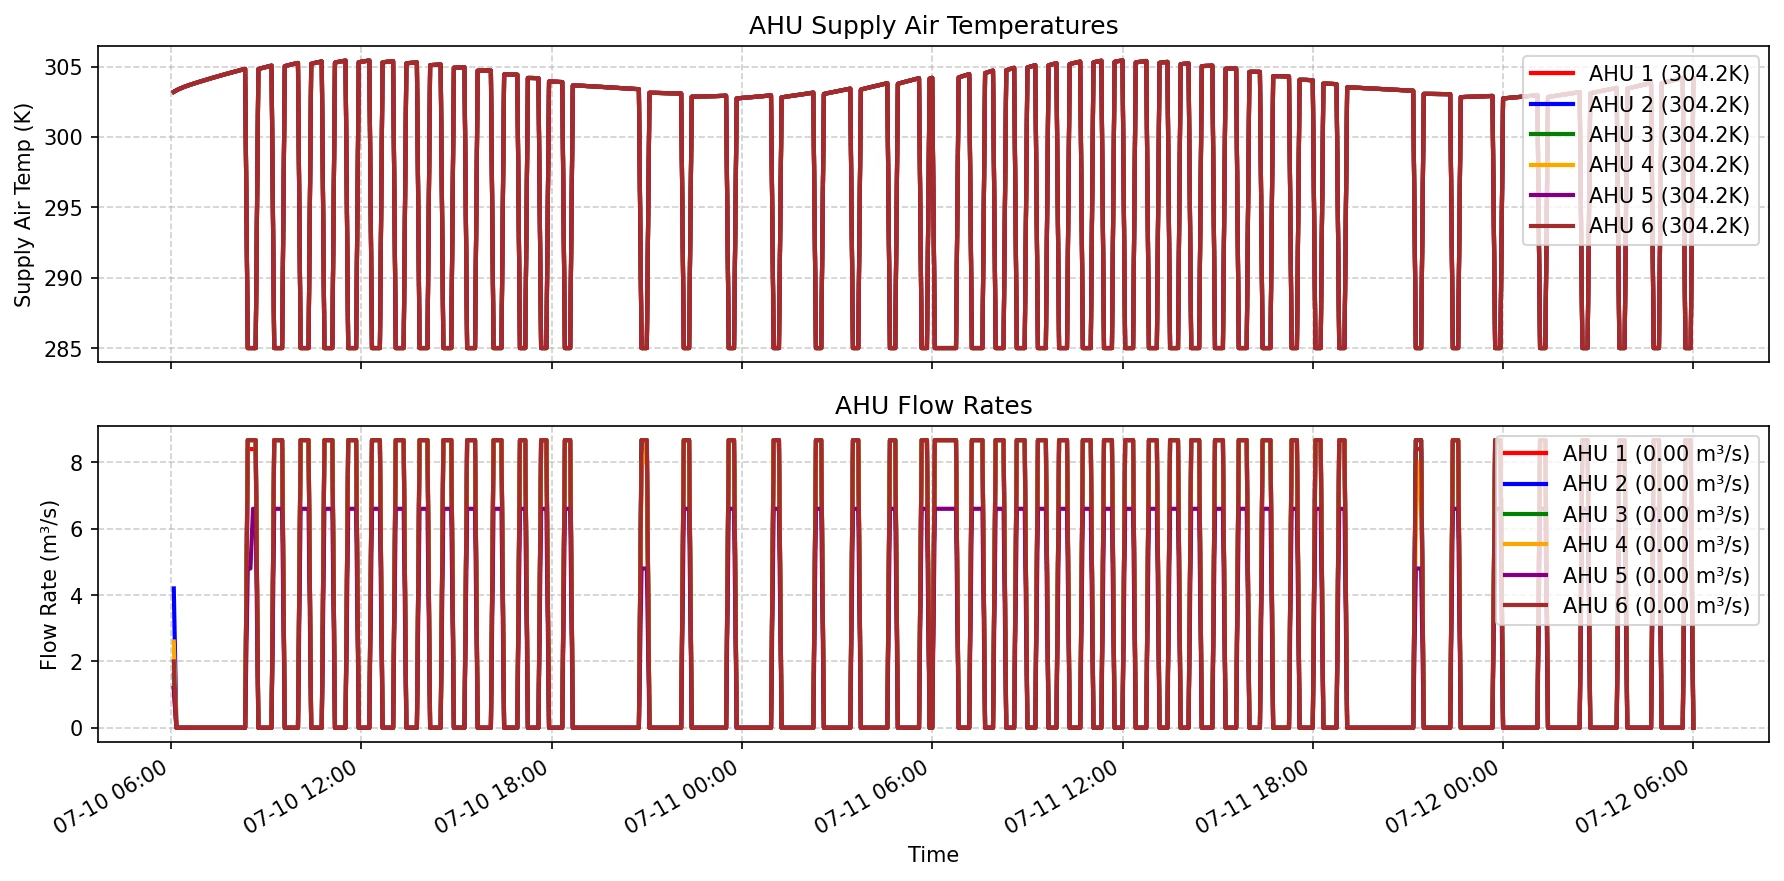 AHU Supply Air Temperatures
Supply Air Temp (K)
305
300
295
290
285
AHU 1 (304.2K)
AHU 2 (304.2K)
AHU 3 (304.2K)
AHU 4 (304.2K)
AHU 5 (304.2K)
AHU 6 (304.2K)
AHU Flow Rates
Flow Rate (m³/s)
8
6
4
2
0
AHU 1 (0.00 m³/s)
AHU 2 (0.00 m³/s)
AHU 3 (0.00 m³/s)
AHU 4 (0.00 m³/s)
AHU 5 (0.00 m³/s)
AHU 6 (0.00 m³/s)
07-10 06:00
07-10 12:00
07-10 18:00
07-11 00:00
07-11 06:00
07-11 12:00
07-11 18:00
07-12 00:00
07-12 06:00
Time